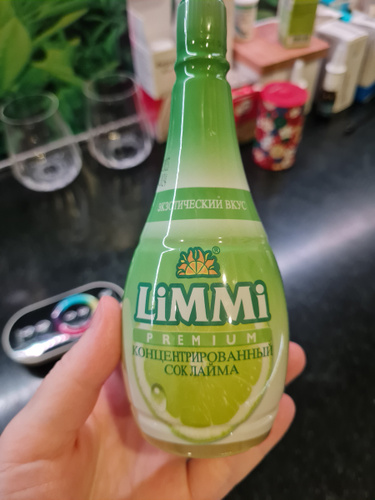 ЭКЗОТИЧЕСКИЙ ВКУС
LiMMi
PREMIUM
КОНЦЕНТРИРОВАННЫЙ
СОК ЛАЙМА